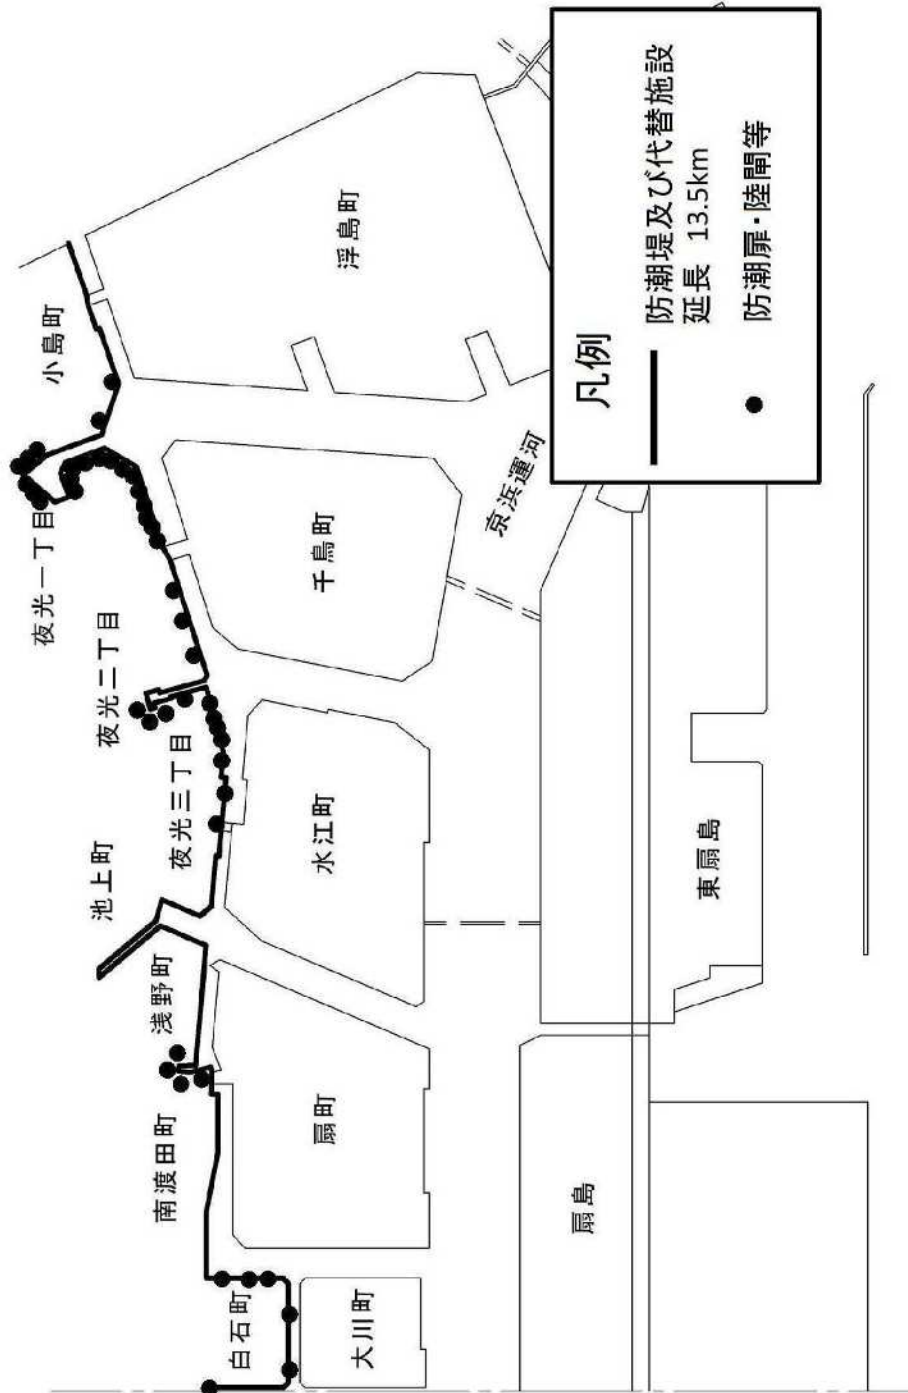 小島町
浮島町
夜光一丁目
夜光二丁目
夜光三丁目
池上町
浅野町
南渡田町
白石町
千鳥町
水江町
扇町
大川町
京浜運河
東扇島
扇島
凡例
防潮堤及び代替施設
延長 13.5km
防潮扉・陸閘等